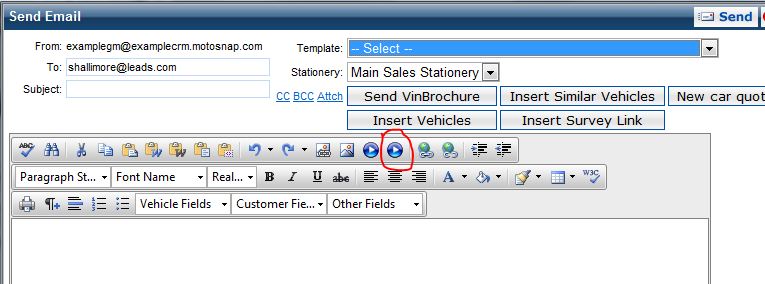 Send Email
Send
From: examplegm@examplecrm.motosnap.com
Template: -- Select --
To: shallimore@leads.com
Stationery: Main Sales Stationery
Subject:
CC BCC Attch
Send VinBrochure Insert Similar Vehicles New car quot
Insert Vehicles Insert Survey Link
ABC W W
Paragraph St... Font Name Real... B I U abc A W3C
Vehicle Fields Customer Fie... Other Fields